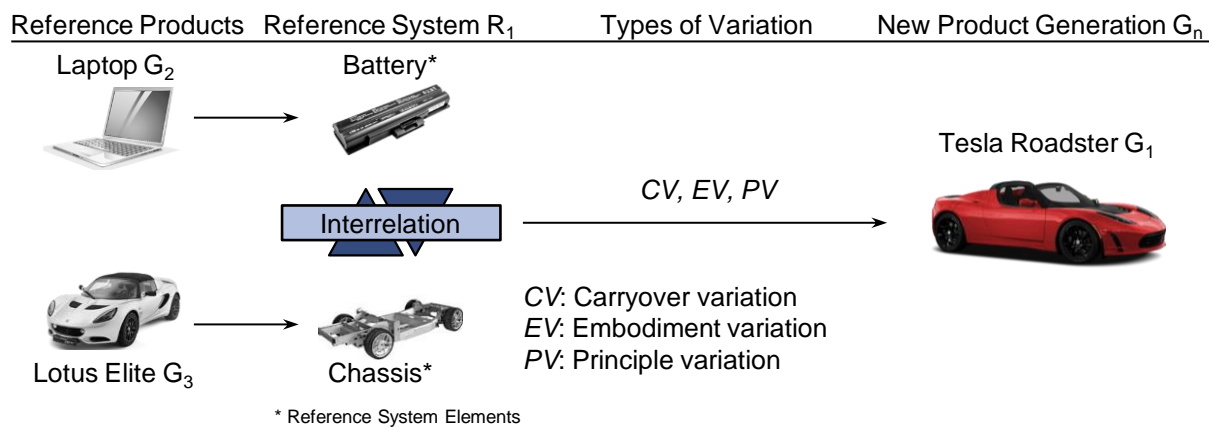 Reference Products Reference System R₁ Types of Variation New Product Generation Gₙ
Laptop G₂
Battery*
Tesla Roadster G₁
CV, EV, PV
Interrelation
CV: Carryover variation
EV: Embodiment variation
PV: Principle variation
Lotus Elite G₃
Chassis*
* Reference System Elements